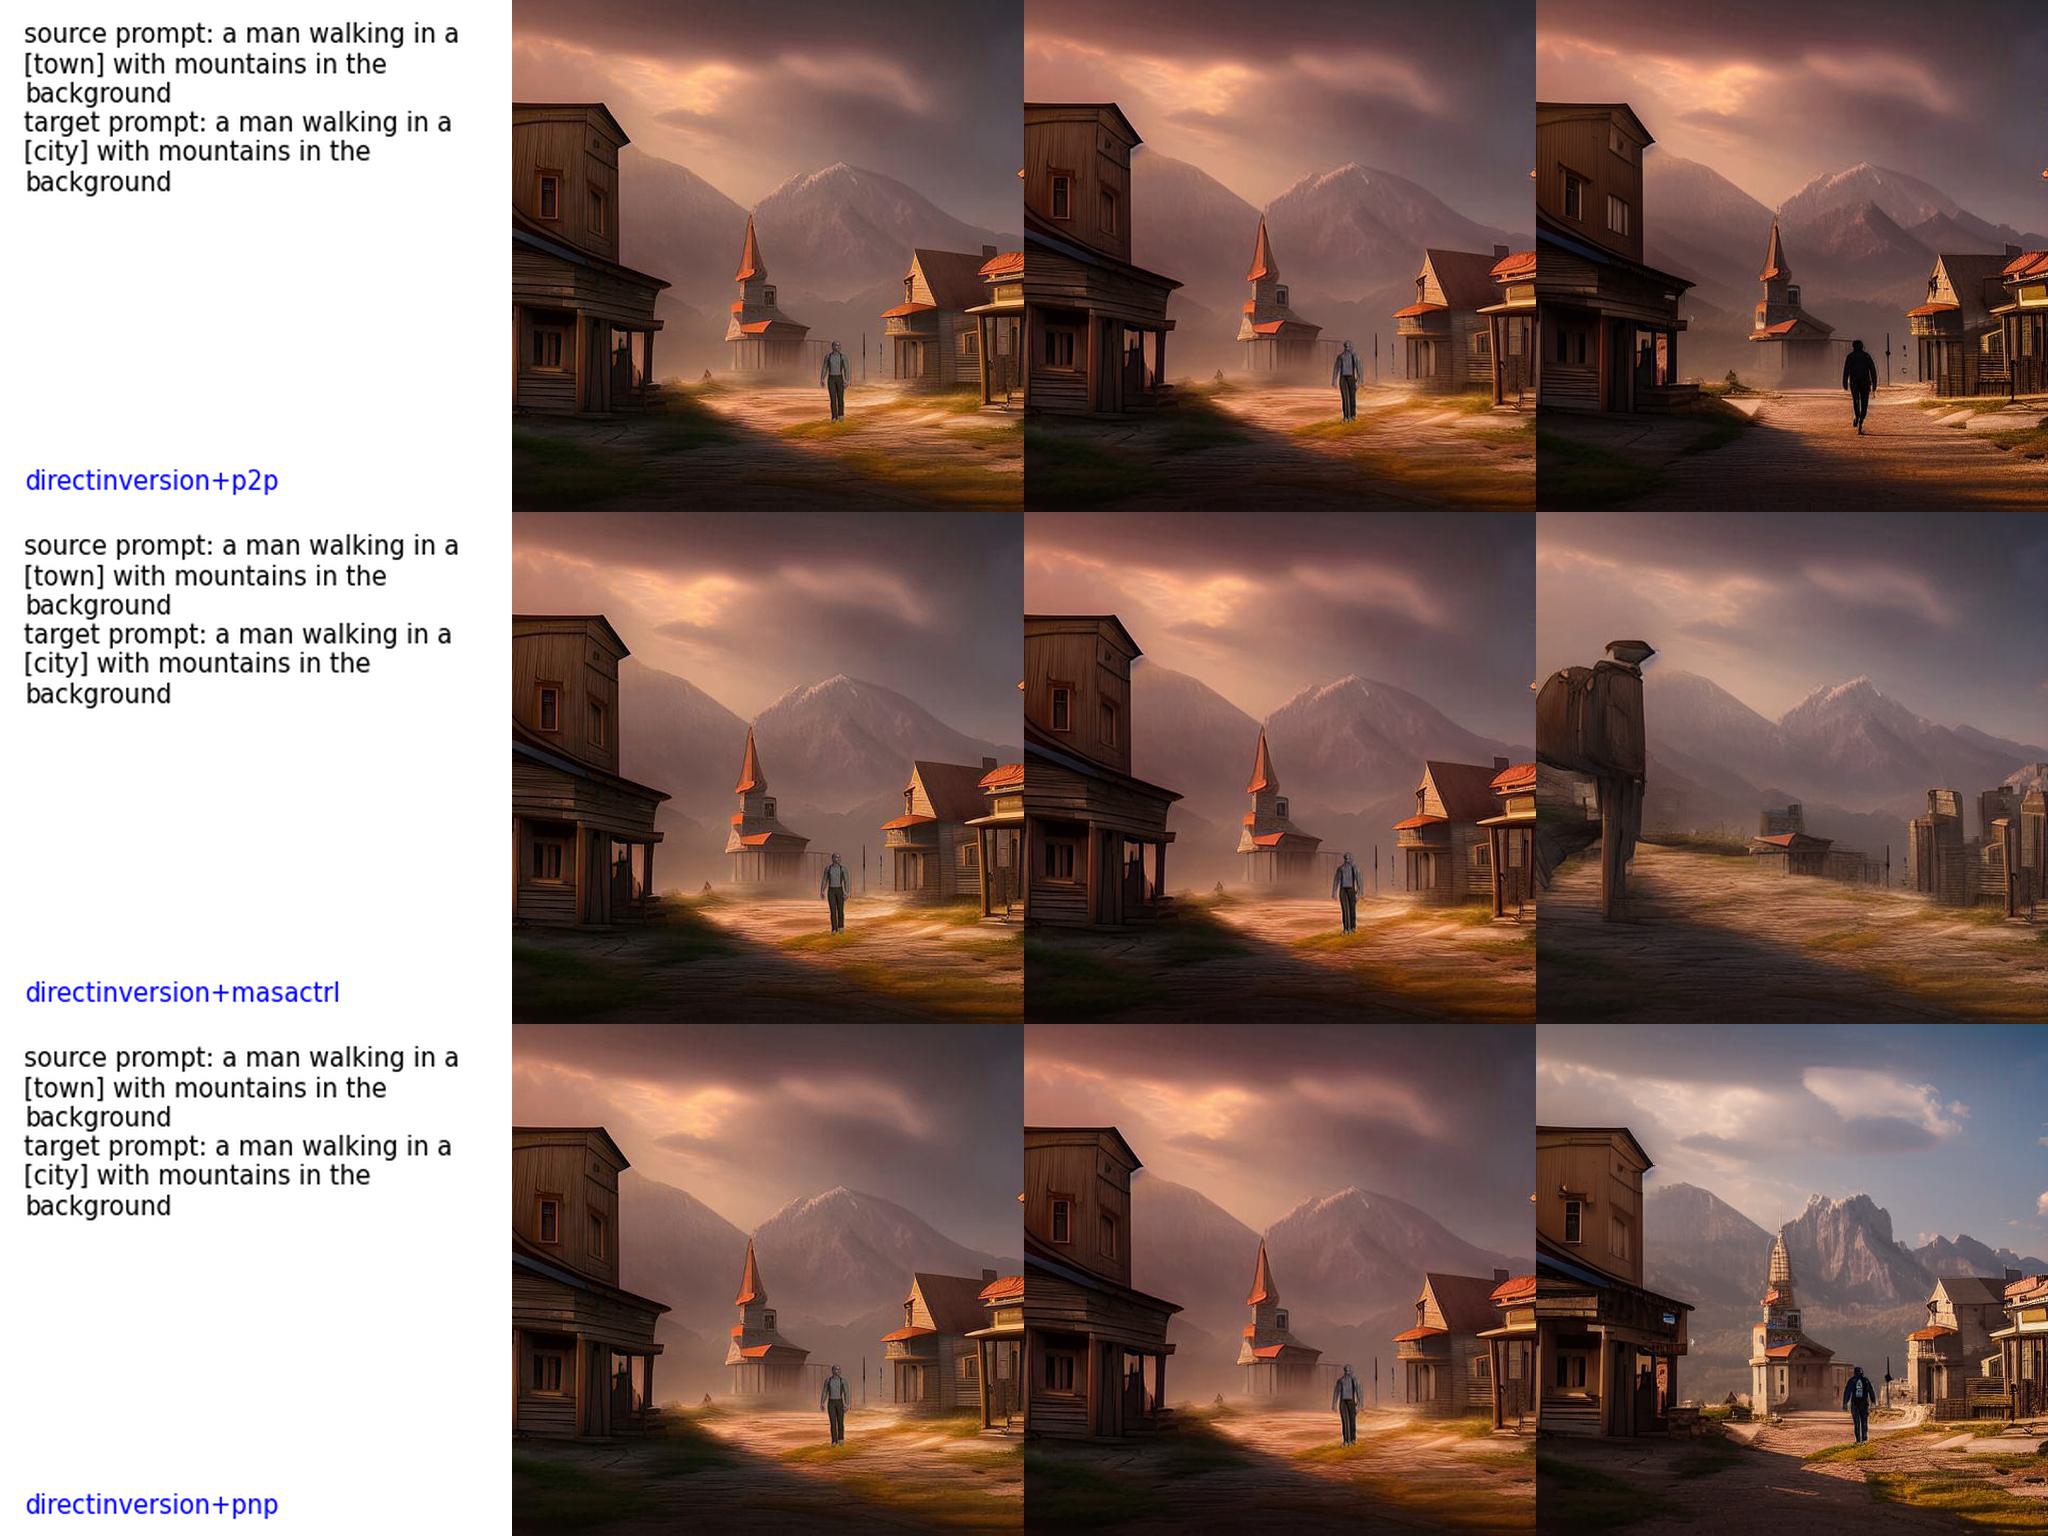 source prompt: a man walking in a
[town] with mountains in the
background
target prompt: a man walking in a
[city] with mountains in the
background
directinversion+p2p
source prompt: a man walking in a
[town] with mountains in the
background
target prompt: a man walking in a
[city] with mountains in the
background
directinversion+masactrl
source prompt: a man walking in a
[town] with mountains in the
background
target prompt: a man walking in a
[city] with mountains in the
background
directinversion+pnp